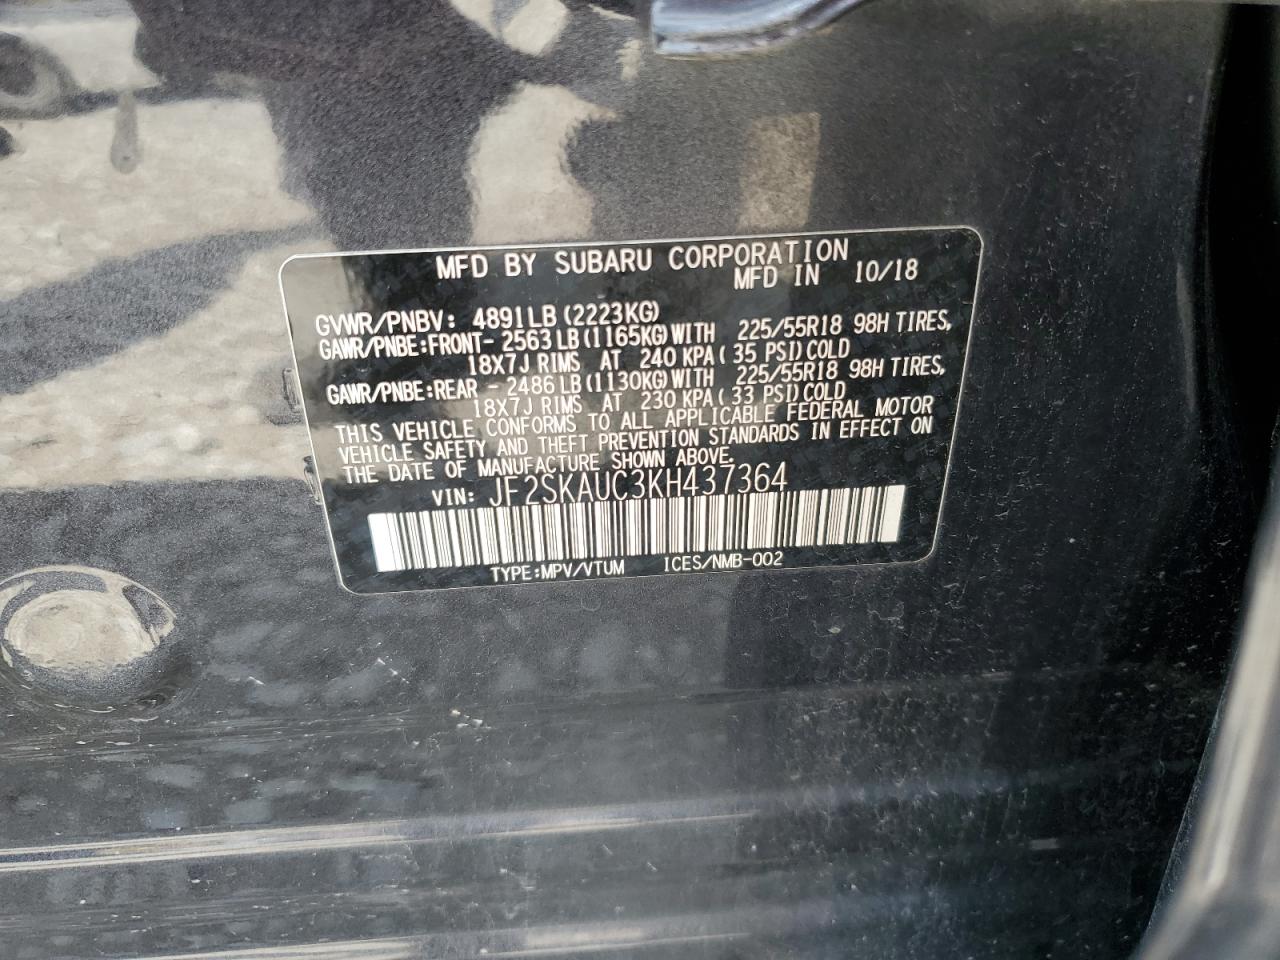 MFD BY SUBARU CORPORATION
MFD IN 10/18
GVWR/PNBV: 4891LB (2223KG)
GAWR/PNBE:FRONT- 2563LB (1165KG) WITH 225/55R18 98H TIRES,
18X7J RIMS AT 240 KPA (35 PSI) COLD
GAWR/PNBE:REAR - 2486LB (1130KG) WITH 225/55R18 98H TIRES,
18X7J RIMS AT 230 KPA (33 PSI) COLD
THIS VEHICLE CONFORMS TO ALL APPLICABLE FEDERAL MOTOR
VEHICLE SAFETY AND THEFT PREVENTION STANDARDS IN EFFECT ON
THE DATE OF MANUFACTURE SHOWN ABOVE.
VIN: JF2SKAUC3KH437364
TYPE:MPV/VTUM ICES/NMB-002